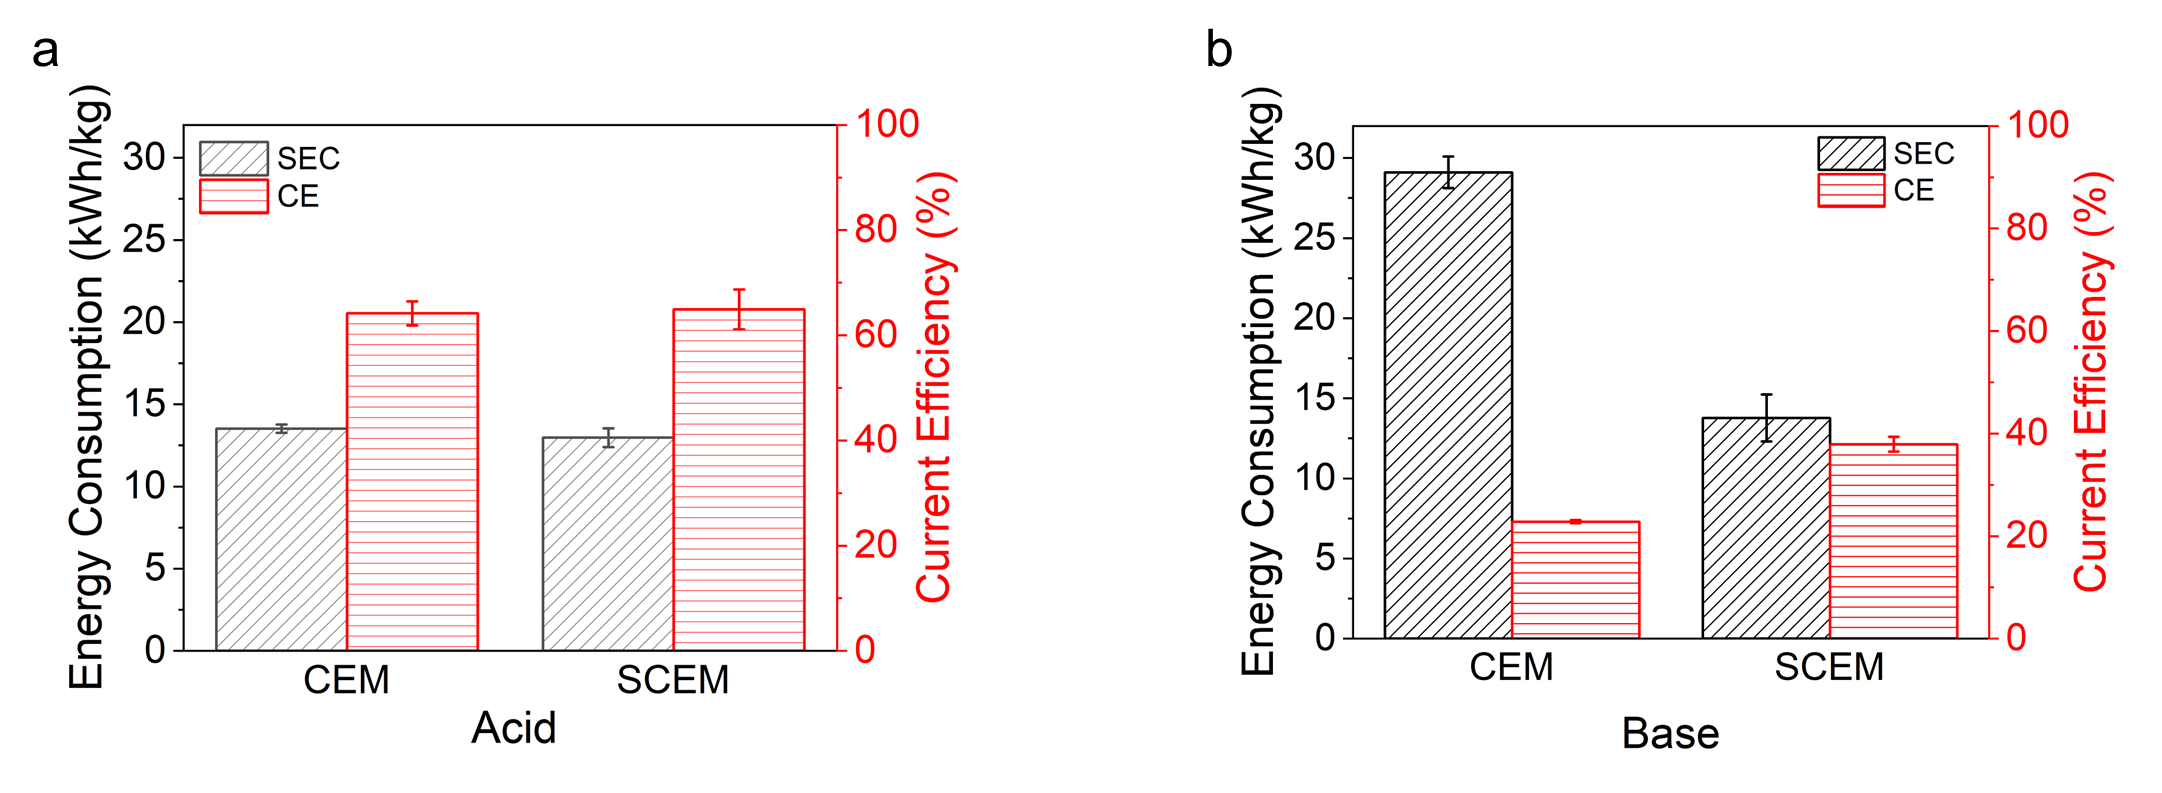 a
Energy Consumption (kWh/kg)
30
25
20
15
10
5
0
SEC
CE
100
80
60
40
20
0
Current Efficiency (%)
CEM
SCEM
Acid
b
Energy Consumption (kWh/kg)
30
25
20
15
10
5
0
SEC
CE
100
80
60
40
20
0
Current Efficiency (%)
CEM
SCEM
Base